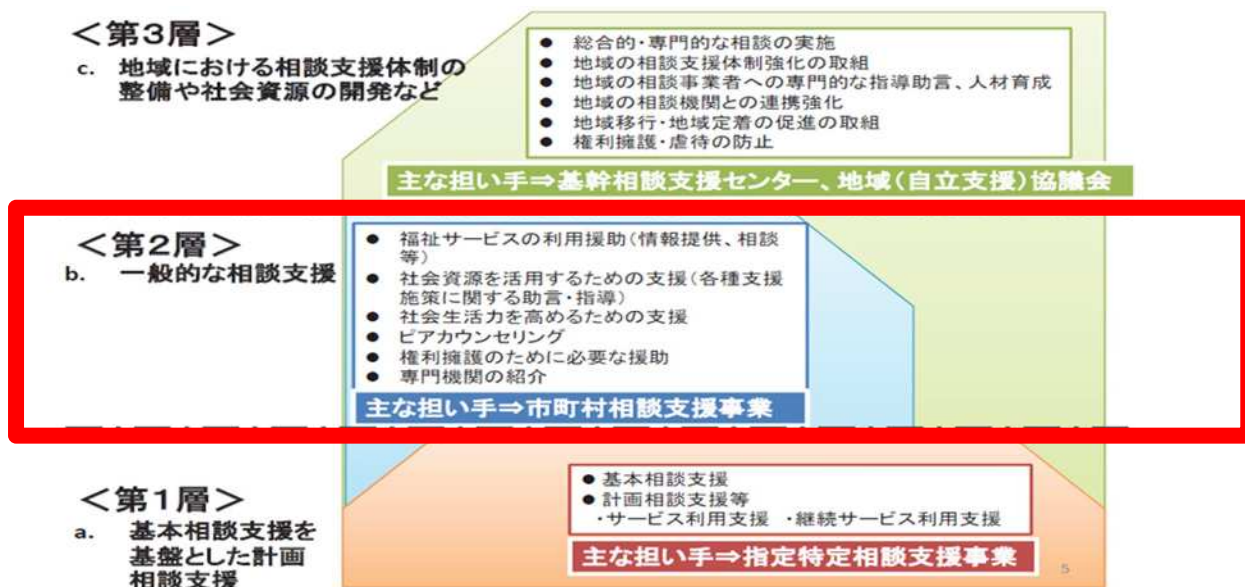 ＜第3層＞
c. 地域における相談支援体制の
整備や社会資源の開発など
● 総合的・専門的な相談の実施
● 地域の相談支援体制強化の取組
● 地域の相談事業者への専門的な指導助言、人材育成
● 地域の相談機関との連携強化
● 地域移行・地域定着の促進の取組
● 権利擁護・虐待の防止
主な担い手⇒基幹相談支援センター、地域（自立支援）協議会
＜第2層＞
b. 一般的な相談支援
● 福祉サービスの利用援助（情報提供、相談
等）
● 社会資源を活用するための支援（各種支援
施策に関する助言・指導）
● 社会生活力を高めるための支援
● ピアカウンセリング
● 権利擁護のために必要な援助
● 専門機関の紹介
主な担い手⇒市町村相談支援事業
＜第1層＞
a. 基本相談支援を
基盤とした計画
相談支援
● 基本相談支援
● 計画相談支援等
・サービス利用支援 ・継続サービス利用支援
主な担い手⇒指定特定相談支援事業
5